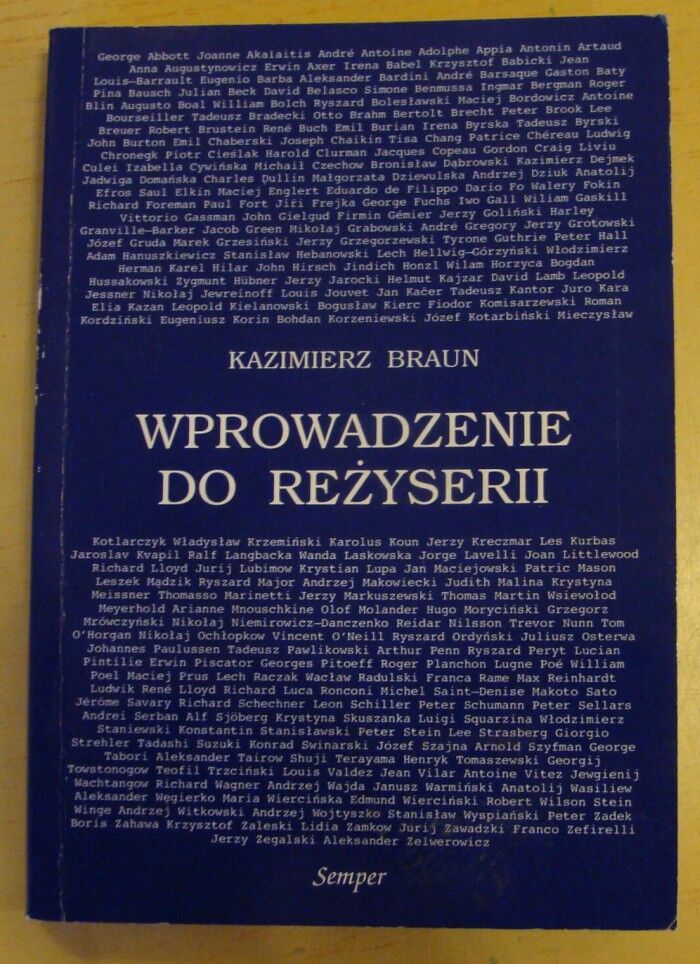 George Abbott Joanne Akalaitis André Antoine Adolphe Appia Antonin Artaud
Anna Augustynowicz Erwin Axer Irena Babel Krzysztof Babicki Jean
Louis—Barrault Eugenio Barba Aleksander Bardini André Barsaque Gaston Baty
Pina Bausch Julian Beck David Belasco Simone Benmussa Ingmar Bergman Roger
Blin Augusto Boal William Bolch Ryszard Bolesławski Maciej Bordowicz Antoine
Bourseiller Tadeusz Bradecki Otto Brahm Bertolt Brecht Peter Brook Lee
Breuer Robert Brustein René Buch Emil Burian Irena Byrska Tadeusz Byrski
John Burton Emil Chaberski Joseph Chaikin Tisa Chang Patrice Chéreau Ludwig
Chronegk Piotr Cieślak Harold Clurman Jacques Copeau Gordon Craig Liviu
Culei Izabella Cywińska Michaił Czechow Bronisław Dąbrowski Kazimierz Dejmek
Jadwiga Domańska Charles Dullin Małgorzata Dziewulska Andrzej Dziuk Anatolij
Efros Saul Elkin Maciej Englert Eduardo de Filippo Dario Fo Walery Fokin
Richard Foreman Paul Fort Jiří Frejka George Fuchs Iwo Gall Wiliam Gaskill
Vittorio Gassman John Gielgud Firmin Gémier Jerzy Goliński Harley
Granville—Barker Jacob Green Mikołaj Grabowski André Gregory Jerzy Grotowski
Józef Gruda Marek Grzesiński Jerzy Grzegorzewski Tyrone Guthrie Peter Hall
Adam Hanuszkiewicz Stanisław Hebanowski Lech Hellwig—Górzyński Włodzimierz
Herman Karel Hilar John Hirsch Jindich Honzl Wilam Horzyca Bogdan
Hussakowski Zygmunt Hübner Jerzy Jarocki Helmut Kajzar David Lamb Leopold
Jessner Nikołaj Jewreinoff Louis Jouvet Jan Kačer Tadeusz Kantor Juro Kara
Elia Kazan Leopold Kielanowski Bogusław Kierc Fiodor Komisarzewski Roman
Kordziński Eugeniusz Korin Bohdan Korzeniewski Józef Kotarbiński Mieczysław
KAZIMIERZ BRAUN
WPROWADZENIE
DO REŻYSERII
Kotlarczyk Władysław Krzemiński Karolus Koun Jerzy Kreczmar Les Kurbas
Jaroslav Kvapil Ralf Langbacka Wanda Laskowska Jorge Lavelli Joan Littlewood
Richard Lloyd Jurij Lubimow Krystian Lupa Jan Maciejowski Patric Mason
Leszek Mądzik Ryszard Major Andrzej Makowiecki Judith Malina Krystyna
Meissner Thomasso Marinetti Jerzy Markuszewski Thomas Martin Wsiewołod
Meyerhold Arianne Mnouschkine Olof Molander Hugo Moryciński Grzegorz
Mrówczyński Nikołaj Niemirowicz—Danczenko Reidar Nilsson Trevor Nunn Tom
O'Horgan Nikołaj Ochłopkow Vincent O'Neill Ryszard Ordyński Juliusz Osterwa
Johannes Paulussen Tadeusz Pawlikowski Arthur Penn Ryszard Peryt Lucian
Pintilie Erwin Piscator Georges Pitoeff Roger Planchon Lugne Poé William
Poel Maciej Prus Lech Raczak Wacław Radulski Franca Rame Max Reinhardt
Ludwik René Lloyd Richard Luca Ronconi Michel Saint—Denise Makoto Sato
Jérôme Savary Richard Schechner Leon Schiller Peter Schumann Peter Sellars
Andrei Serban Alf Sjöberg Krystyna Skuszanka Luigi Squarzina Włodzimierz
Staniewski Konstantin Stanisławski Peter Stein Lee Strasberg Giorgio
Strehler Tadashi Suzuki Konrad Swinarski Józef Szajna Arnold Szyfman George
Tabori Aleksander Tairow Shuji Terayama Henryk Tomaszewski Georgij
Towstonogow Teofil Trzciński Louis Valdez Jean Vilar Antoine Vitez Jewgienij
Wachtangow Richard Wagner Andrzej Wajda Janusz Warmiński Anatolij Wasiliew
Aleksander Węgierko Maria Wiercińska Edmund Wierciński Robert Wilson Stein
Winge Andrzej Witkowski Andrzej Wojtyszko Stanisław Wyspiański Peter Zadek
Boris Zahawa Krzysztof Zaleski Lidia Zamkow Jurij Zawadzki Franco Zefirelli
Jerzy Zegalski Aleksander Zelwerowicz
Semper